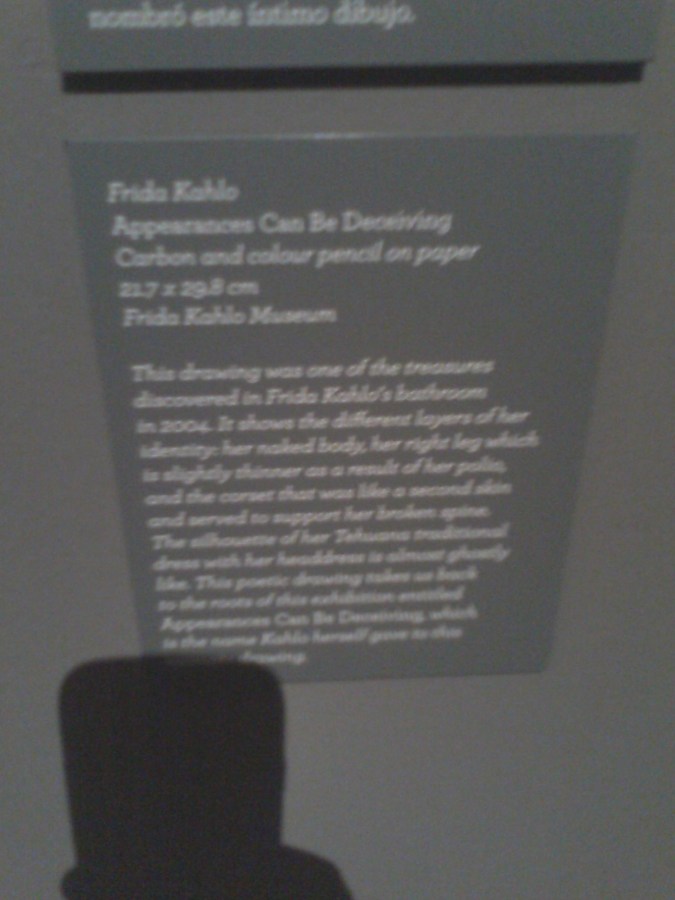 nombró este íntimo dibujo.
Frida Kahlo
Appearances Can Be Deceiving
Carbon and colour pencil on paper
21.7 x 29.8 cm
Frida Kahlo Museum
This drawing was one of the treasures
discovered in Frida Kahlo's bathroom
in 2004. It shows the different layers of her
identity: her naked body, her right leg which
is slightly thinner as a result of her polio,
and the corset that was like a second skin
and served to support her broken spine.
The silhouette of her Tehuana traditional
dress with her headdress is almost ghostly
like. This poetic drawing takes us back
to the roots of this exhibition entitled
Appearances Can Be Deceiving, which
is the name Kahlo herself gave to this
drawing.